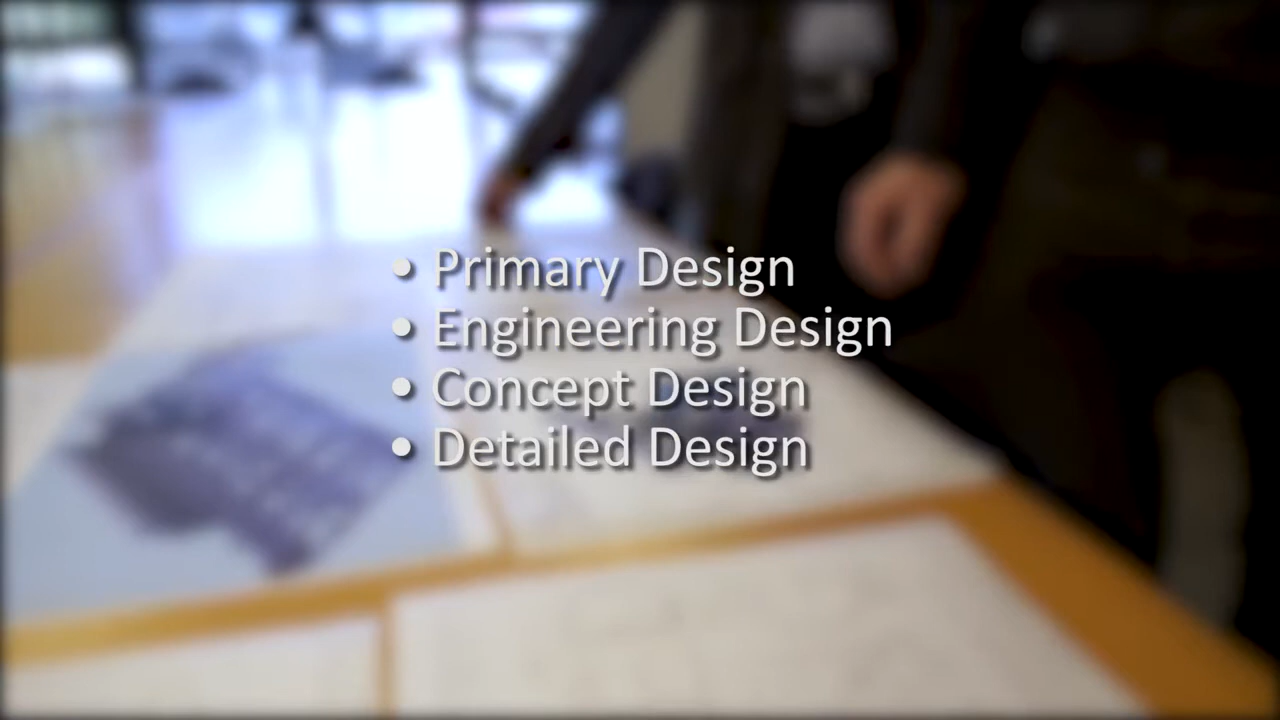 • Primary Design
• Engineering Design
• Concept Design
• Detailed Design